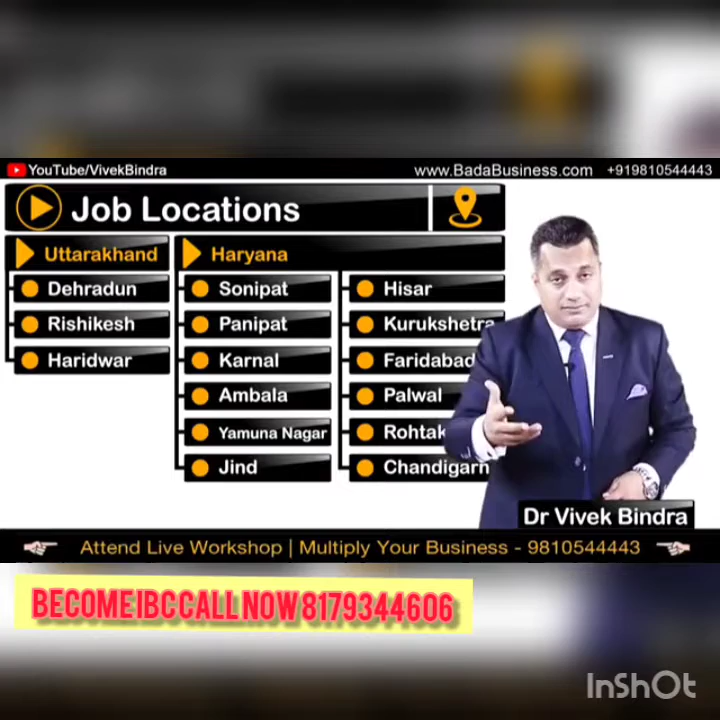 YouTube/VivekBindra
www.BadaBusiness.com +919810544443
Job Locations
Uttarakhand
Dehradun
Rishikesh
Haridwar
Haryana
Sonipat
Panipat
Karnal
Ambala
Yamuna Nagar
Jind
Hisar
Kurukshetra
Faridabad
Palwal
Rohtak
Chandigarh
Dr Vivek Bindra
Attend Live Workshop | Multiply Your Business - 9810544443
BECOME IBC CALL NOW 8179344606
InShOt